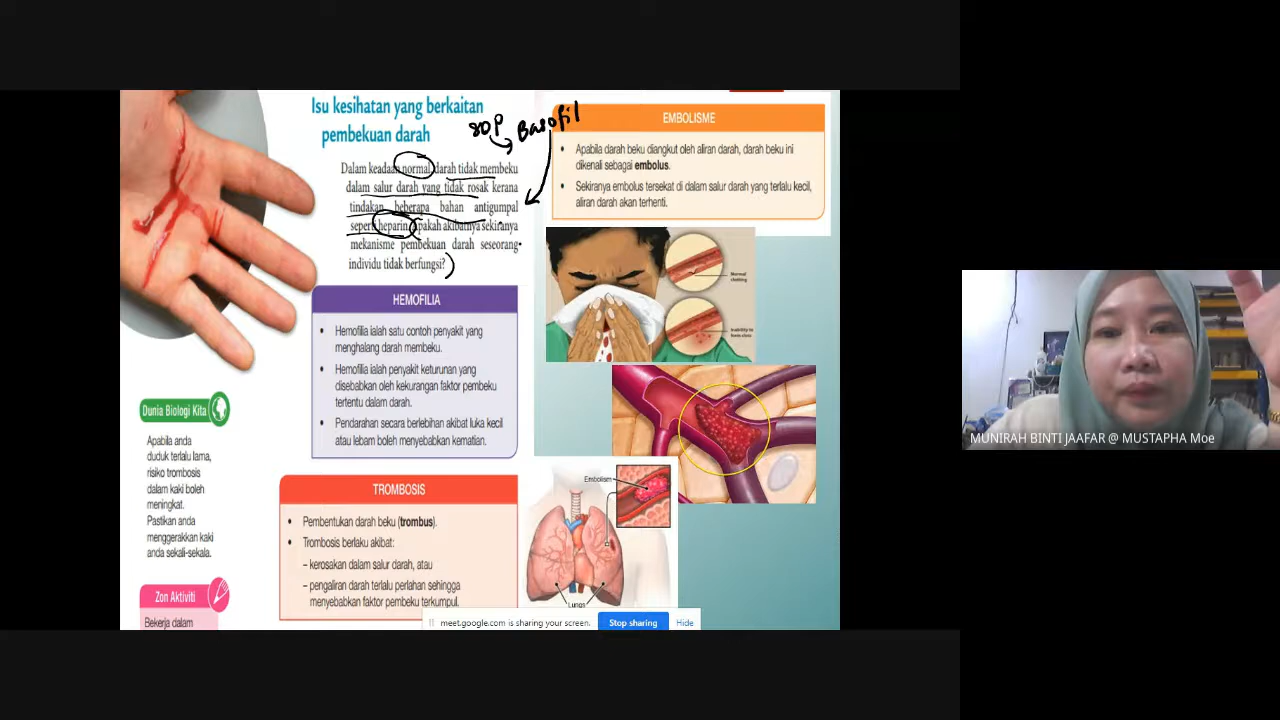 Isu kesihatan yang berkaitan
pembekuan darah
SDP
Basofil
Dalam keadaan normal darah tidak membeku
dalam salur darah yang tidak rosak kerana
tindakan beberapa bahan antigumpal
seperti heparin. Apakah akibatnya sekiranya
mekanisme pembekuan darah seseorang
individu tidak berfungsi?
HEMOFILIA
• Hemofilia ialah satu contoh penyakit yang
menghalang darah membeku.
• Hemofilia ialah penyakit keturunan yang
disebabkan oleh kekurangan faktor pembeku
tertentu dalam darah.
• Pendarahan secara berlebihan akibat luka kecil
atau lebam boleh menyebabkan kematian.
Dunia Biologi Kita
Apabila anda
duduk terlalu lama,
risiko trombosis
dalam kaki boleh
meningkat.
Pastikan anda
menggerakkan kaki
anda sekali-sekala.
Zon Aktiviti
Bekerja dalam
TROMBOSIS
• Pembentukan darah beku (trombus).
• Trombosis berlaku akibat:
– kerosakan dalam salur darah, atau
– pengaliran darah terlalu perlahan sehingga
menyebabkan faktor pembeku terkumpul.
EMBOLISME
• Apabila darah beku diangkut oleh aliran darah, darah beku ini
dikenali sebagai embolus.
• Sekiranya embolus tersekat di dalam salur darah yang terlalu kecil,
aliran darah akan terhenti.
Normal
clotting
Inability to
form clots
Embolism
Lungs
meet.google.com is sharing your screen.
Stop sharing
Hide
MUNIRAH BINTI JAAFAR @ MUSTAPHA Moe